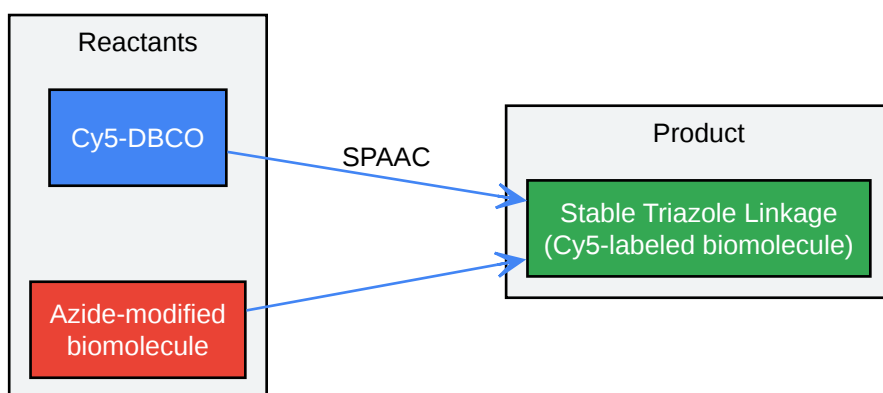 Reactants
Cy5-DBCO
Azide-modified
biomolecule
SPAAC
Product
Stable Triazole Linkage
(Cy5-labeled biomolecule)